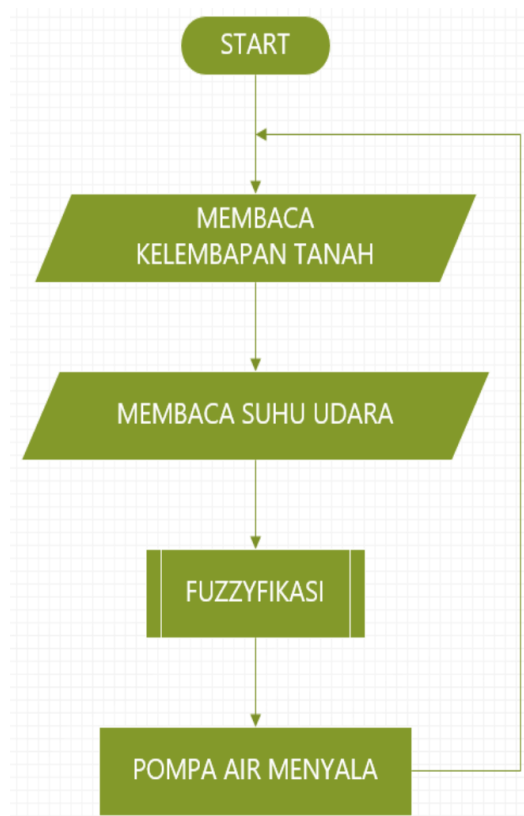 START
MEMBACA
KELEMBAPAN TANAH
MEMBACA SUHU UDARA
FUZZYFIKASI
POMPA AIR MENYALA